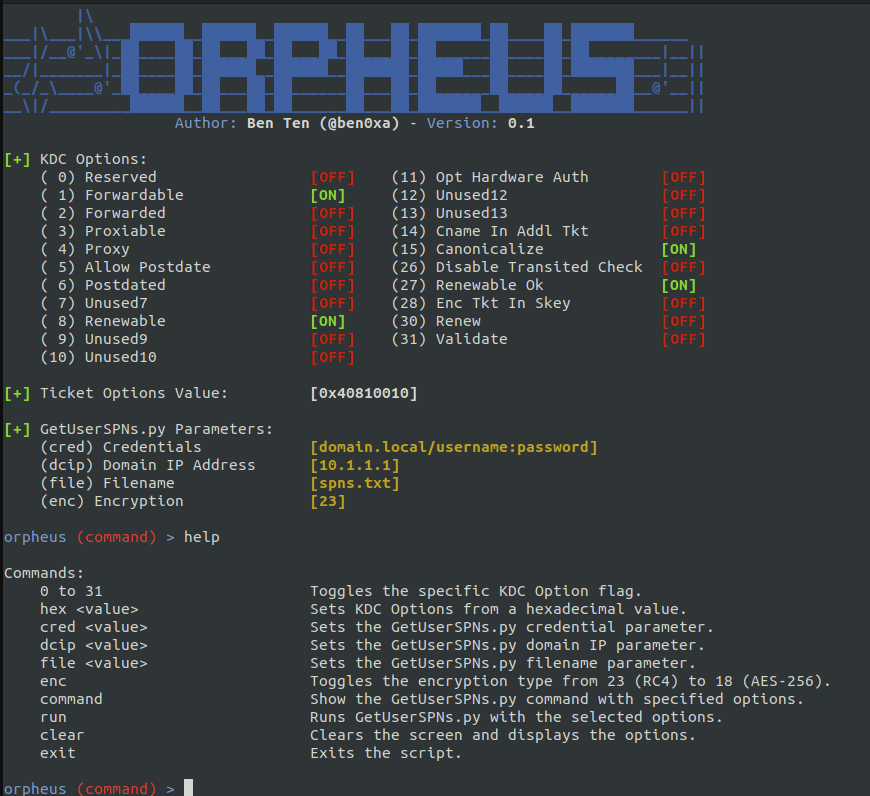 ORPHEUS
Author: Ben Ten (@ben0xa) - Version: 0.1
[+] KDC Options:
( 0) Reserved [OFF] (11) Opt Hardware Auth [OFF]
( 1) Forwardable [ON] (12) Unused12 [OFF]
( 2) Forwarded [OFF] (13) Unused13 [OFF]
( 3) Proxiable [OFF] (14) Cname In Addl Tkt [OFF]
( 4) Proxy [OFF] (15) Canonicalize [ON]
( 5) Allow Postdate [OFF] (26) Disable Transited Check [OFF]
( 6) Postdated [OFF] (27) Renewable Ok [ON]
( 7) Unused7 [OFF] (28) Enc Tkt In Skey [OFF]
( 8) Renewable [ON] (30) Renew [OFF]
( 9) Unused9 [OFF] (31) Validate [OFF]
(10) Unused10 [OFF]
[+] Ticket Options Value: [0x40810010]
[+] GetUserSPNs.py Parameters:
(cred) Credentials [domain.local/username:password]
(dcip) Domain IP Address [10.1.1.1]
(file) Filename [spns.txt]
(enc) Encryption [23]
orpheus (command) > help
Commands:
0 to 31 Toggles the specific KDC Option flag.
hex <value> Sets KDC Options from a hexadecimal value.
cred <value> Sets the GetUserSPNs.py credential parameter.
dcip <value> Sets the GetUserSPNs.py domain IP parameter.
file <value> Sets the GetUserSPNs.py filename parameter.
enc Toggles the encryption type from 23 (RC4) to 18 (AES-256).
command Show the GetUserSPNs.py command with specified options.
run Runs GetUserSPNs.py with the selected options.
clear Clears the screen and displays the options.
exit Exits the script.
orpheus (command) >